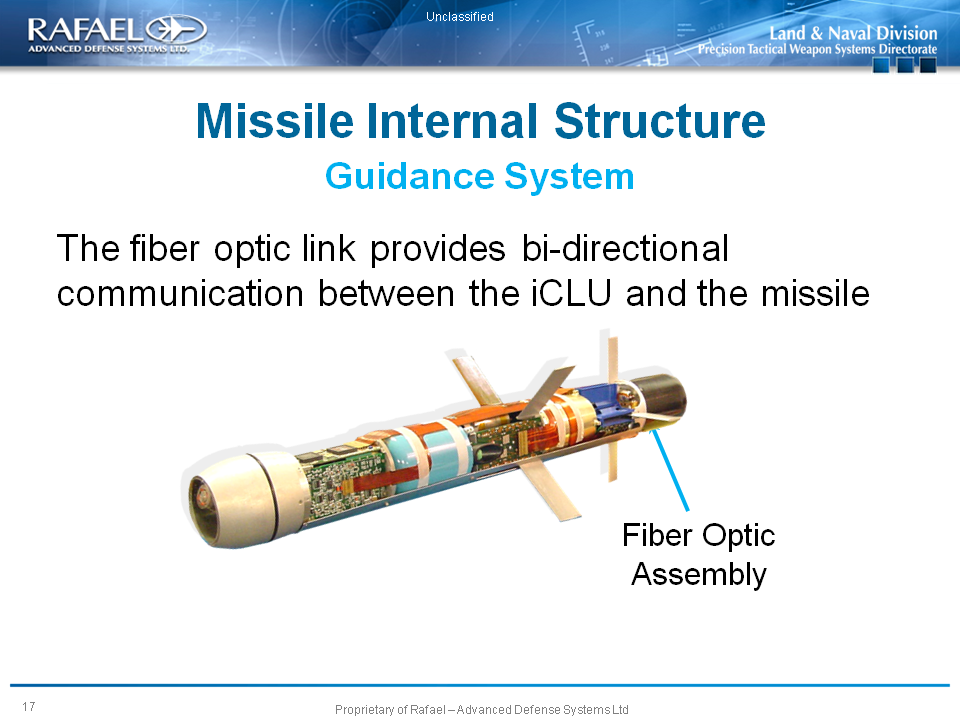 Unclassified
RAFAEL
ADVANCED DEFENSE SYSTEMS LTD.
Land & Naval Division
Precision Tactical Weapon Systems Directorate
Missile Internal Structure
Guidance System
The fiber optic link provides bi-directional
communication between the iCLU and the missile
Fiber Optic
Assembly
17
Proprietary of Rafael – Advanced Defense Systems Ltd